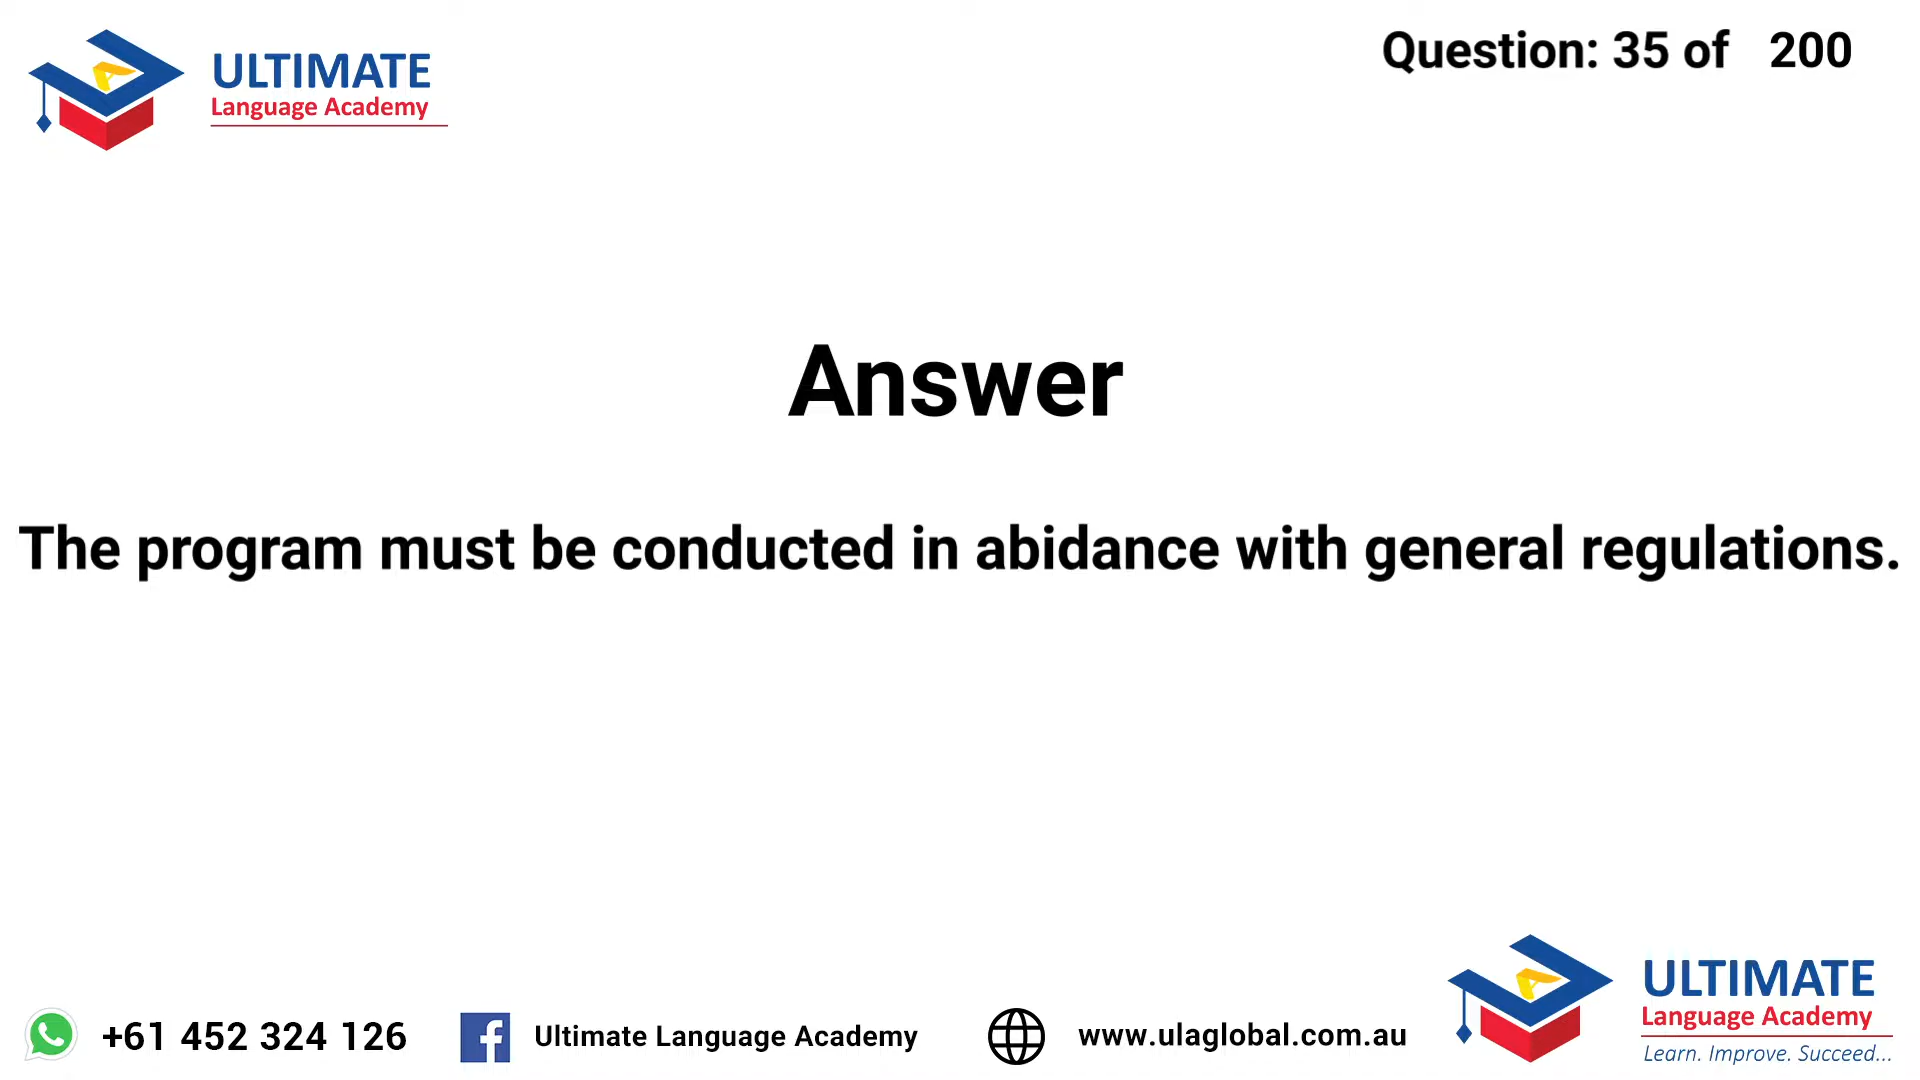 ULTIMATE
Language Academy
Question: 35 of 200
Answer
The program must be conducted in abidance with general regulations.
+61 452 324 126
Ultimate Language Academy
www.ulaglobal.com.au
ULTIMATE
Language Academy
Learn. Improve. Succeed...